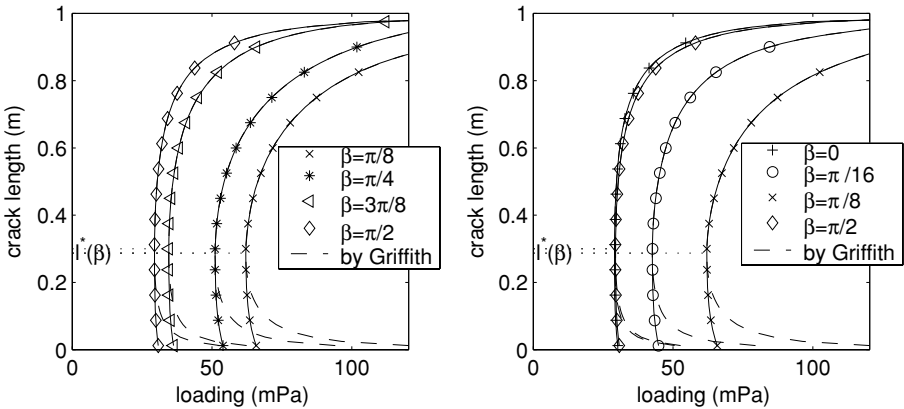 1
0.8
0.6
0.4
0.2
0
crack length (m)
l*(β)
× β=π/8
∗ β=π/4
◁ β=3π/8
◇ β=π/2
– – by Griffith
0 50 100
loading (mPa)
1
0.8
0.6
0.4
0.2
0
crack length (m)
l*(β)
+ β=0
○ β=π/16
× β=π/8
◇ β=π/2
– – by Griffith
0 50 100
loading (mPa)